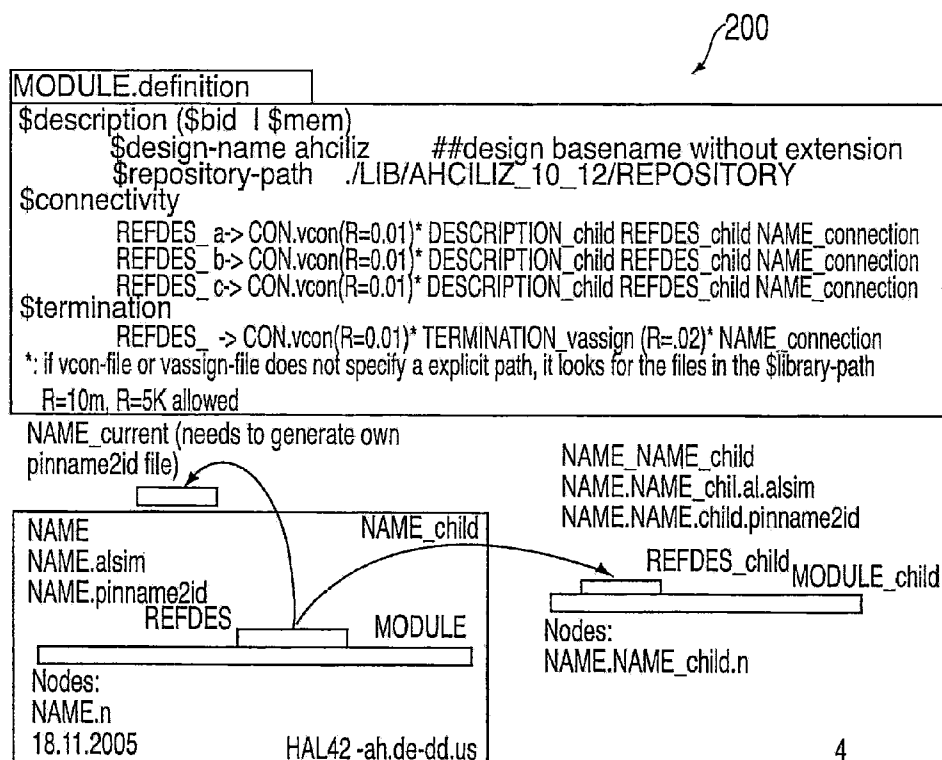 200
MODULE.definition
$description ($bid | $mem)
$design-name ahciliz ##design basename without extension
$repository-path ./LIB/AHCILIZ_10_12/REPOSITORY
$connectivity
REFDES_ a-> CON.vcon(R=0.01)* DESCRIPTION_child REFDES_child NAME_connection
REFDES_ b-> CON.vcon(R=0.01)* DESCRIPTION_child REFDES_child NAME_connection
REFDES_ c-> CON.vcon(R=0.01)* DESCRIPTION_child REFDES_child NAME_connection
$termination
REFDES_ -> CON.vcon(R=0.01)* TERMINATION_vassign (R=.02)* NAME_connection
*: if vcon-file or vassign-file does not specify a explicit path, it looks for the files in the $library-path
R=10m, R=5K allowed
NAME_current (needs to generate own
pinname2id file)
NAME
NAME.alsim
NAME.pinname2id
NAME_child
REFDES
MODULE
Nodes:
NAME.n
18.11.2005
HAL42 -ah.de-dd.us
NAME_NAME_child
NAME.NAME_chil.al.alsim
NAME.NAME.child.pinname2id
REFDES_child
MODULE_child
Nodes:
NAME.NAME_child.n
4